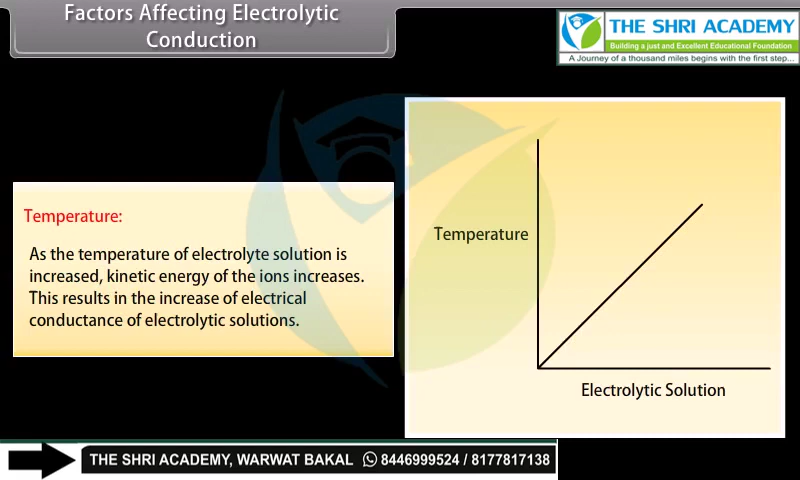 Factors Affecting Electrolytic
Conduction
THE SHRI ACADEMY
Building a just and Excellent Educational Foundation
A Journey of a thousand miles begins with the first step...
Temperature:
As the temperature of electrolyte solution is
increased, kinetic energy of the ions increases.
This results in the increase of electrical
conductance of electrolytic solutions.
Temperature
Electrolytic Solution
THE SHRI ACADEMY, WARWAT BAKAL 8446999524 / 8177817138